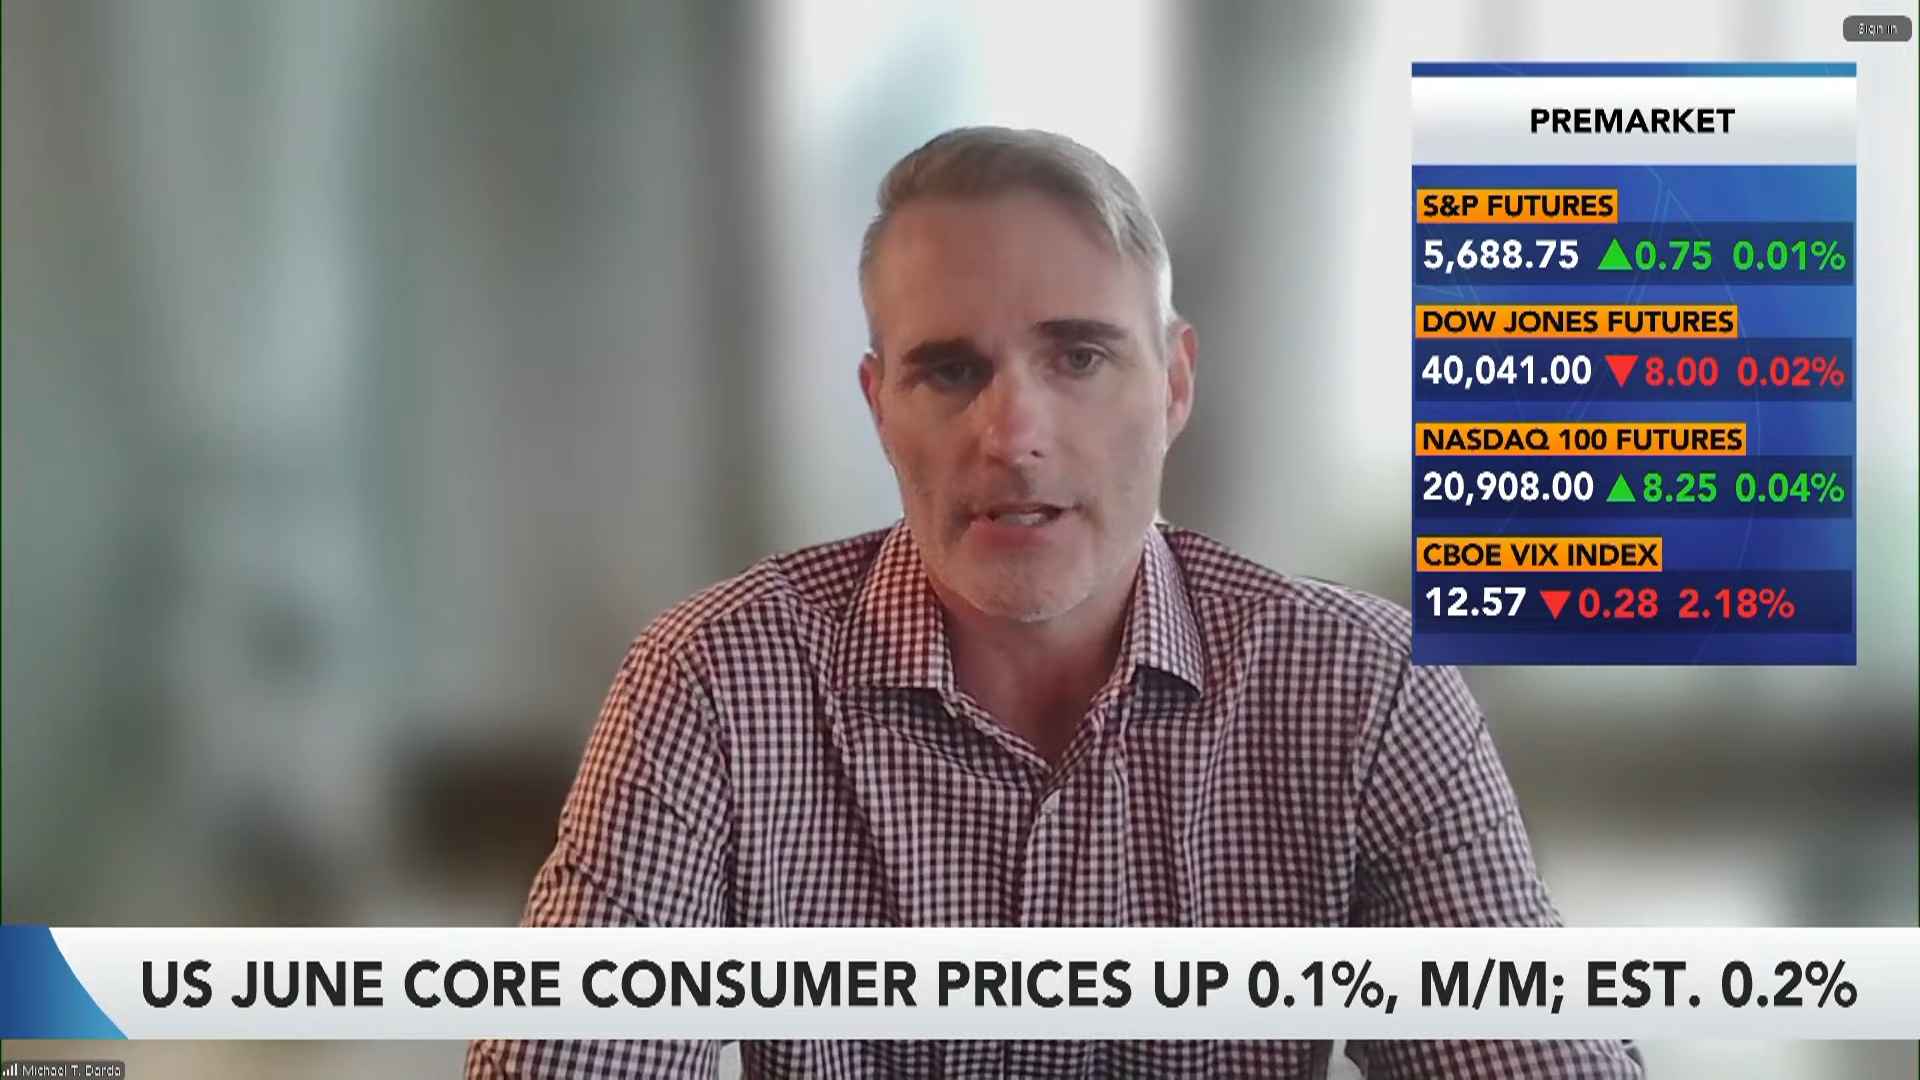 Sign in
PREMARKET
S&P FUTURES
5,688.75 ▲0.75 0.01%
DOW JONES FUTURES
40,041.00 ▼8.00 0.02%
NASDAQ 100 FUTURES
20,908.00 ▲8.25 0.04%
CBOE VIX INDEX
12.57 ▼0.28 2.18%
US JUNE CORE CONSUMER PRICES UP 0.1%, M/M; EST. 0.2%
Michael T. Darda